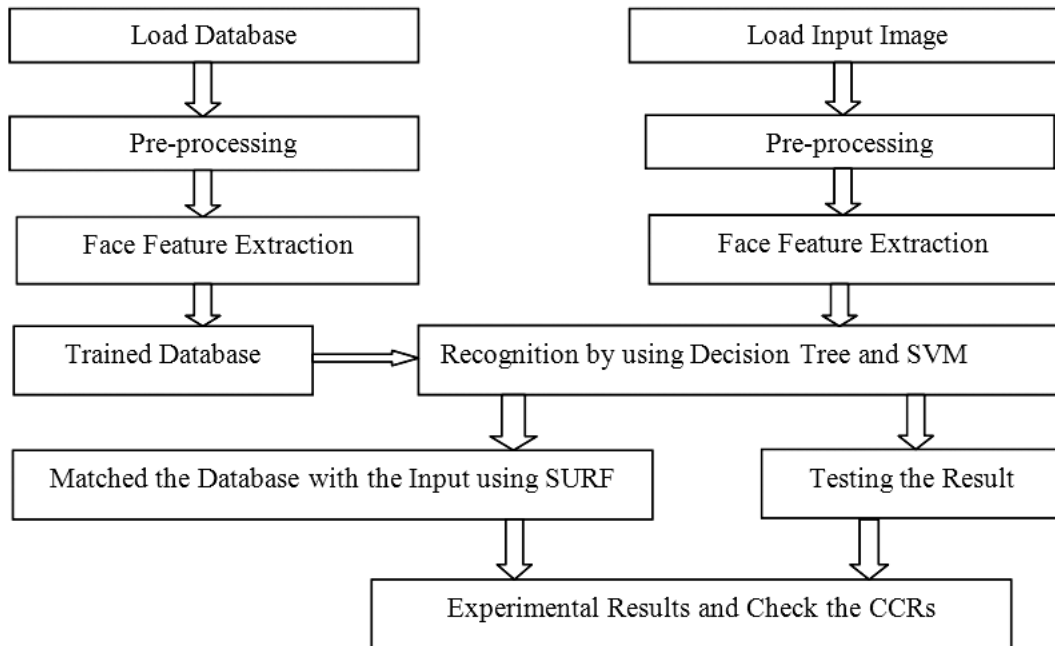 Load Database
Load Input Image
Pre-processing
Pre-processing
Face Feature Extraction
Face Feature Extraction
Trained Database
Recognition by using Decision Tree and SVM
Matched the Database with the Input using SURF
Testing the Result
Experimental Results and Check the CCRs